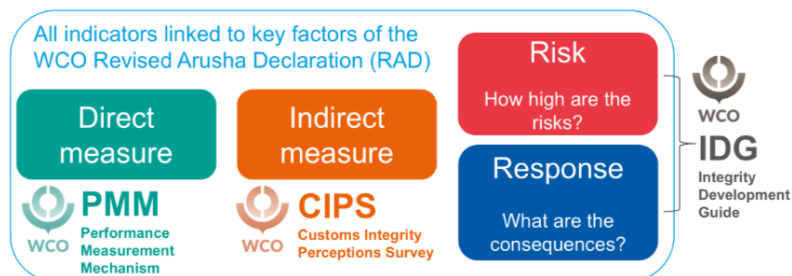 All indicators linked to key factors of the
WCO Revised Arusha Declaration (RAD)
Direct
measure
WCO
PMM
Performance
Measurement
Mechanism
Indirect
measure
WCO
CIPS
Customs Integrity
Perceptions Survey
Risk
How high are the
risks?
Response
What are the
consequences?
WCO
IDG
Integrity
Development
Guide